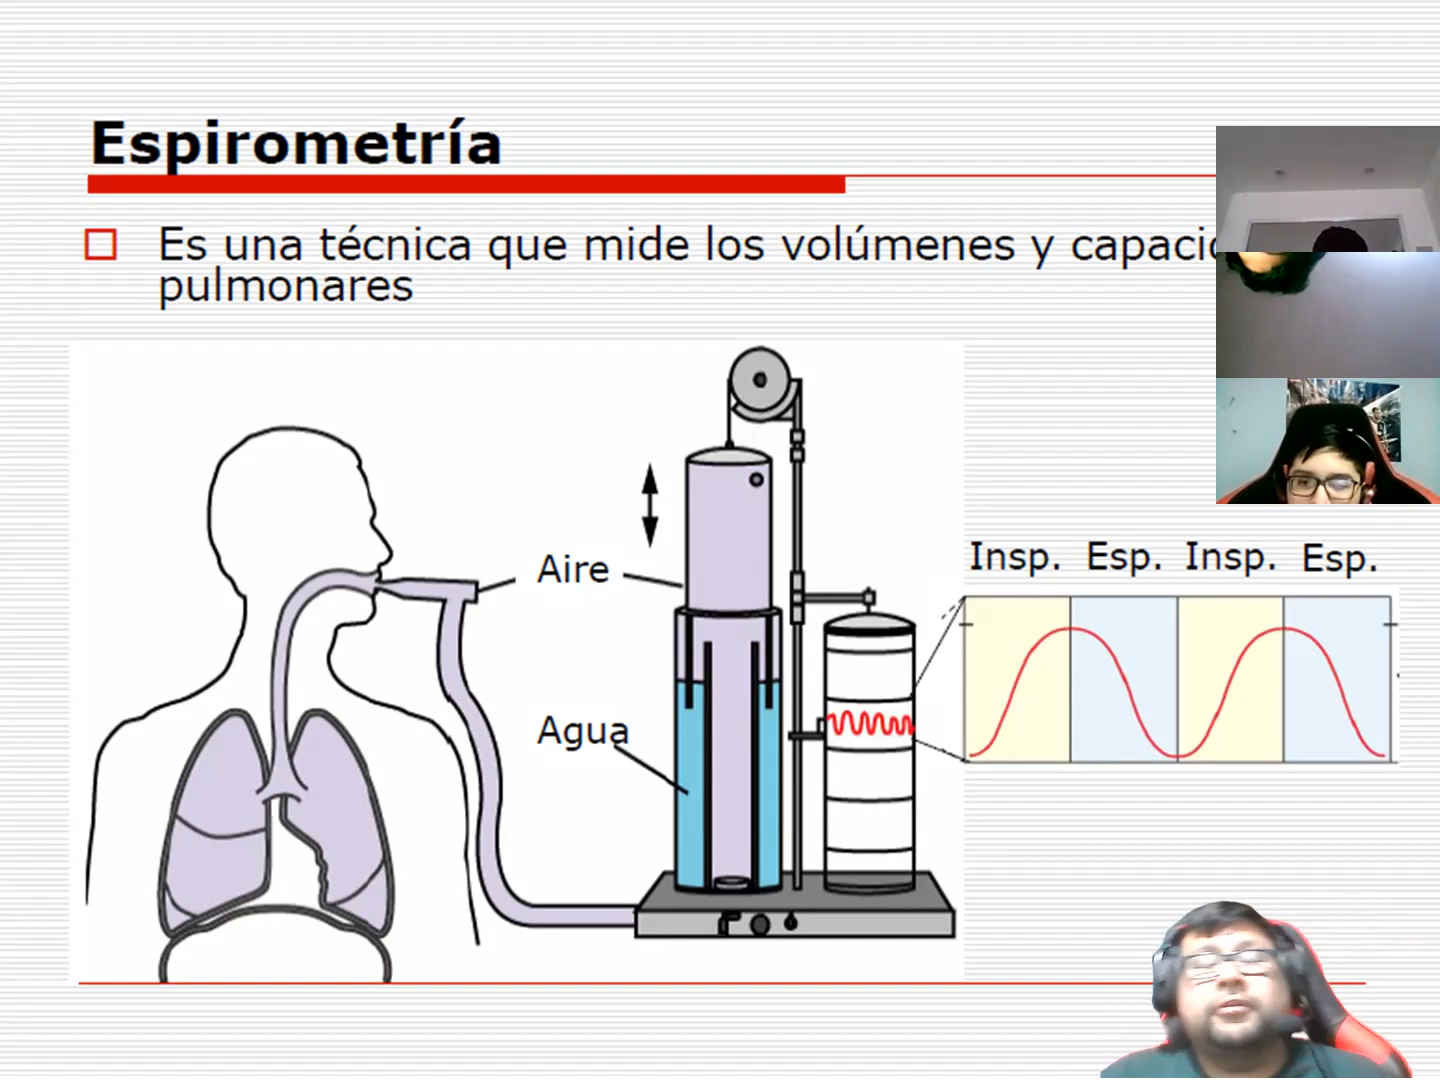 Espirometría
Es una técnica que mide los volúmenes y
pulmonares
Aire
Agua
Insp. Esp. Insp. Esp.